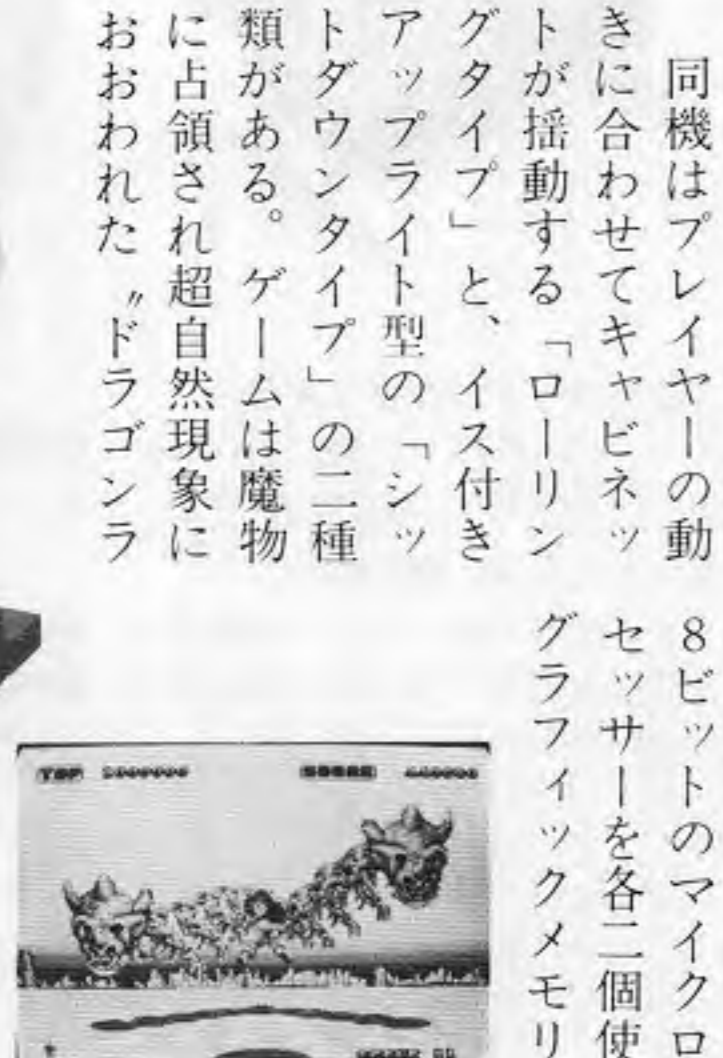 同機はプレイヤーの動
きに合わせてキャビネッ
トが揺動する「ローリン
グタイプ」と、イス付き
アップライト型の「シッ
トダウンタイプ」の二種
類がある。ゲームは魔物
に占領され超自然現象に
おおわれた〝ドラゴンラ
8ビットのマイクロ
セッサーを各二個使
グラフィックメモリ
TOP
SCORE